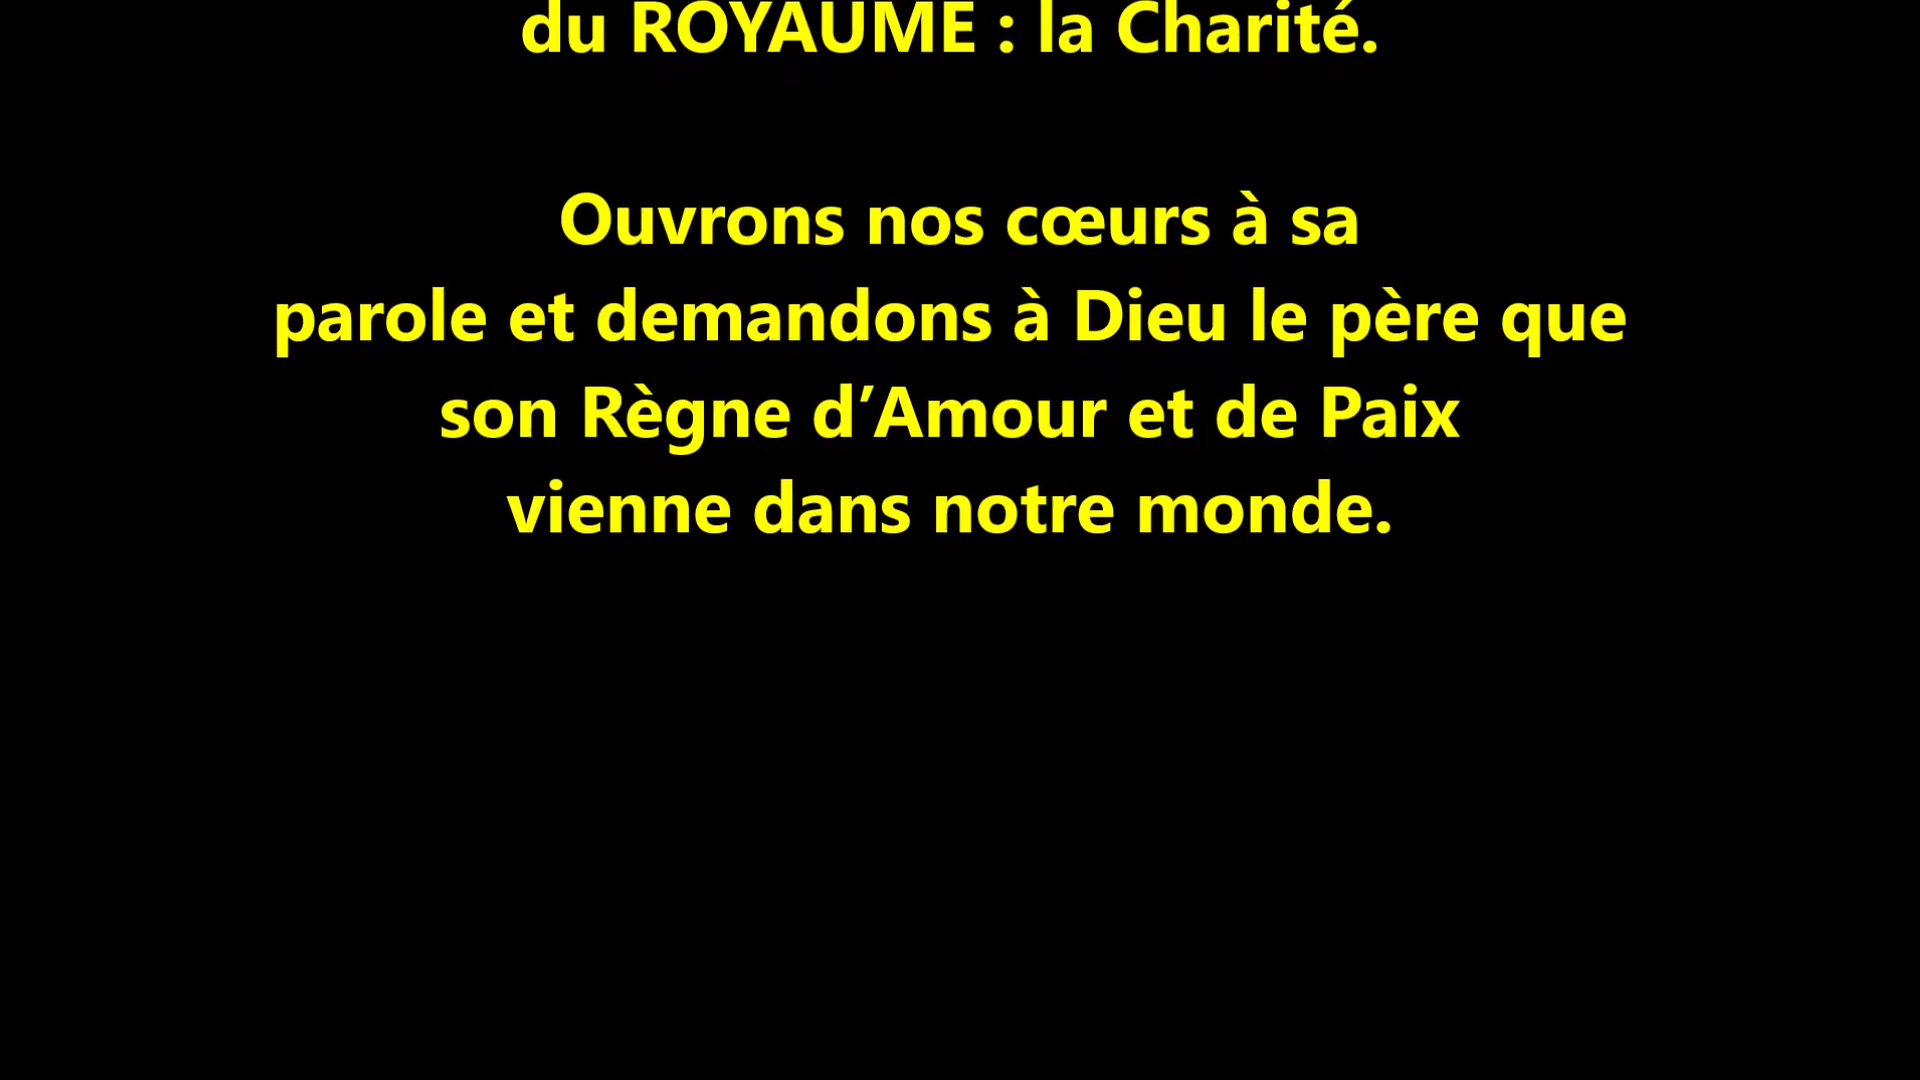 du ROYAUME : la Charité.
Ouvrons nos cœurs à sa
parole et demandons à Dieu le père que
son Règne d’Amour et de Paix
vienne dans notre monde.